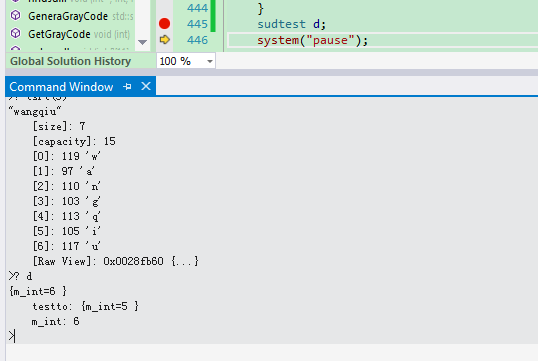 444 }
GeneraGrayCode std::s
445 sudtest d;
GetGrayCode void (int)
446 system("pause");
Global Solution History
100 %
Command Window
"wangqiu"
[size]: 7
[capacity]: 15
[0]: 119 'w'
[1]: 97 'a'
[2]: 110 'n'
[3]: 103 'g'
[4]: 113 'q'
[5]: 105 'i'
[6]: 117 'u'
[Raw View]: 0x0028fb60 {...}
>? d
{m_int=6 }
testto: {m_int=5 }
m_int: 6
>